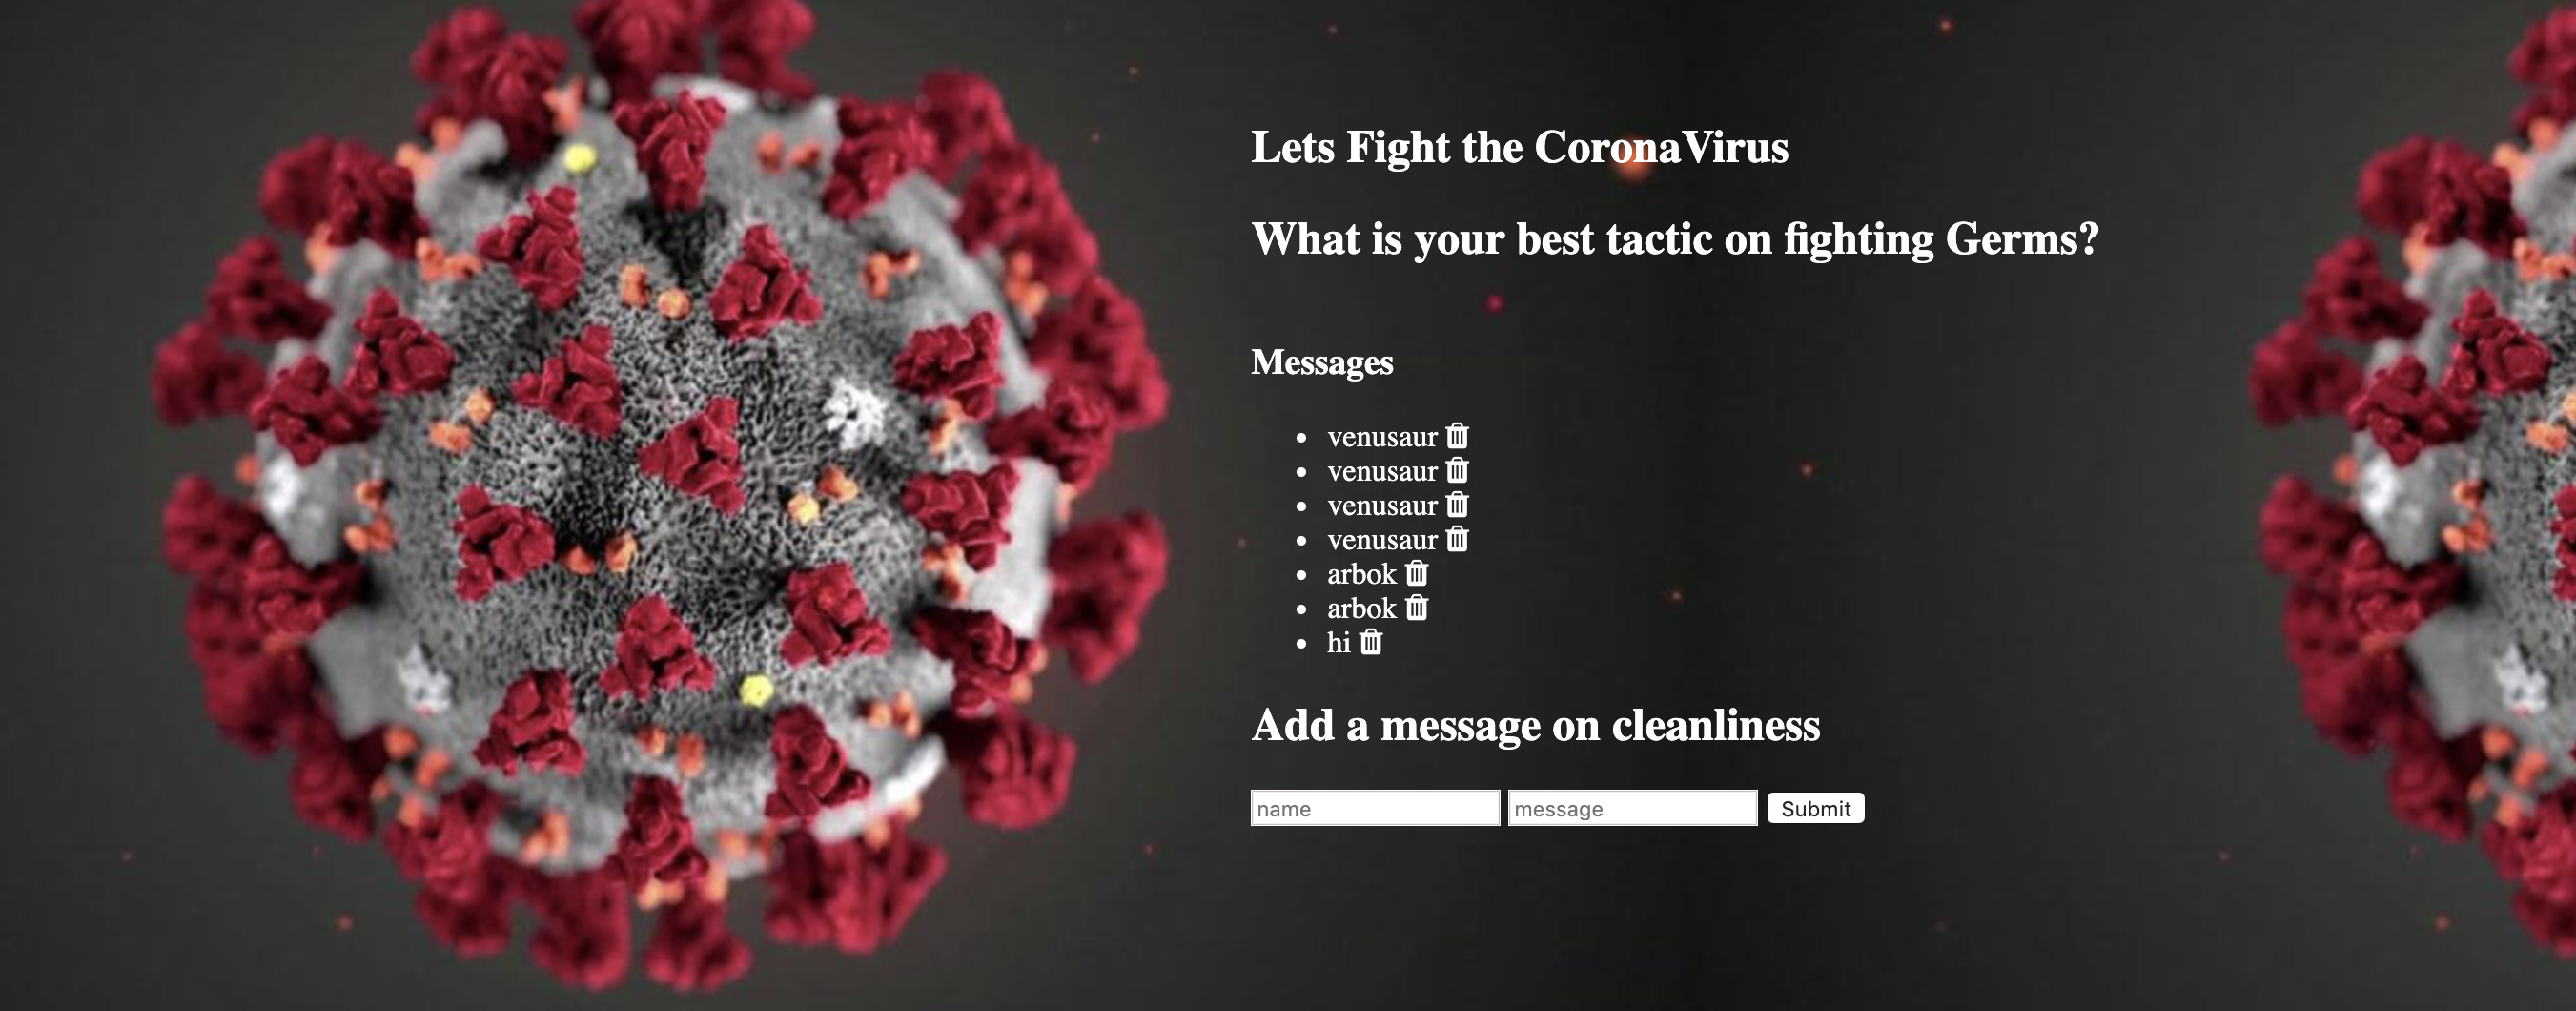 Lets Fight the CoronaVirus
What is your best tactic on fighting Germs?
Messages
venusaur
venusaur
venusaur
venusaur
arbok
arbok
hi
Add a message on cleanliness
name message Submit